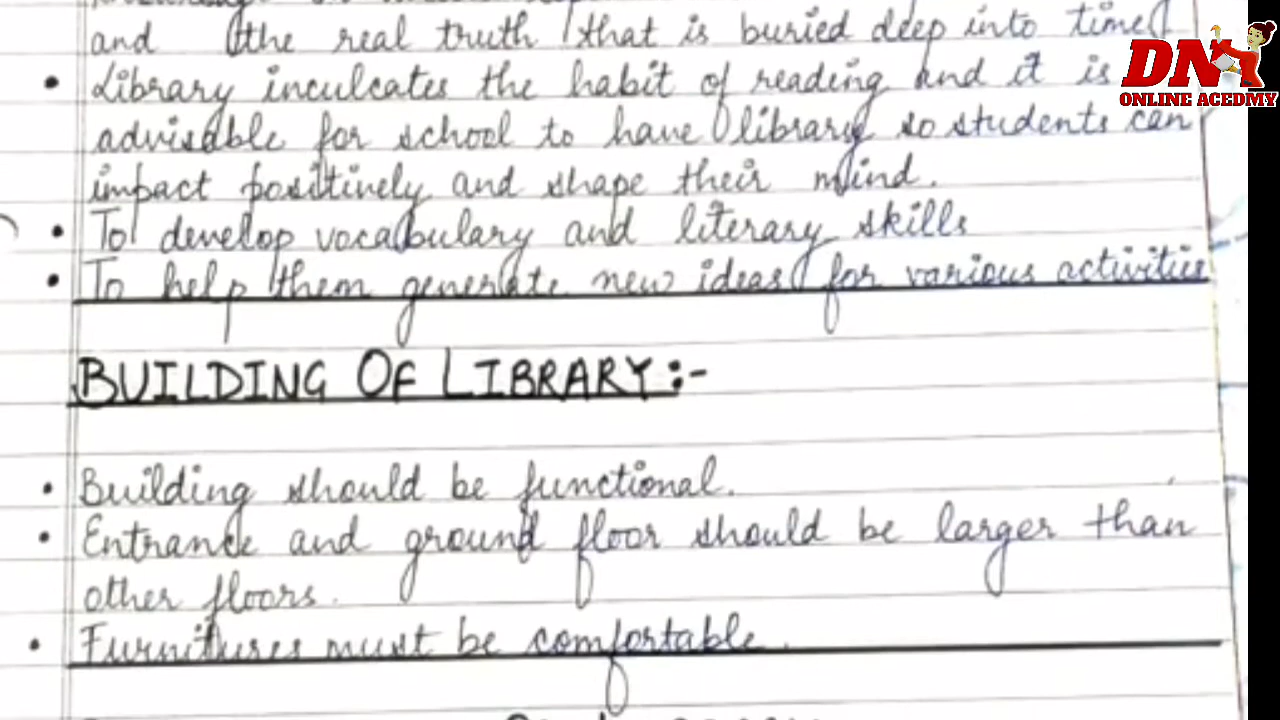 and the real truth that is buried deep into time
• Library inculcates the habit of reading and it is
advisable for school to have library so students can
impact positively and shape their mind.
• To develop vocabulary and literary skills
• To help them generate new ideas for various activities
BUILDING OF LIBRARY:-
• Building should be functional.
• Entrance and ground floor should be larger than
other floors.
• Furnitures must be comfortable.
DNY
ONLINE ACEDMY